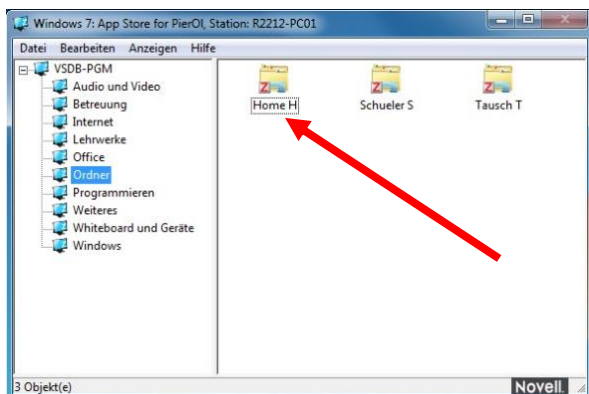 Windows 7: App Store for PierOl, Station: R2212-PC01
Datei Bearbeiten Anzeigen Hilfe
VSDB-PGM
Audio und Video
Betreuung
Internet
Lehrwerke
Office
Ordner
Programmieren
Weiteres
Whiteboard und Geräte
Windows
Home H
Schueler S
Tausch T
3 Objekt(e)
Novell.